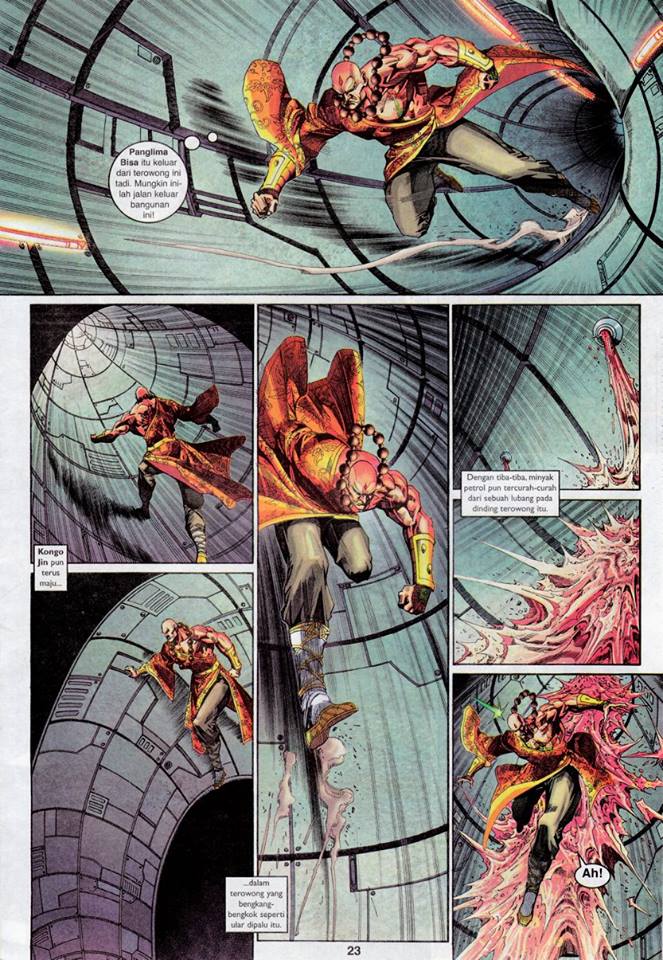 Panglima
Bisa itu keluar
dari terowong ini
tadi. Mungkin ini-
lah jalan keluar
bangunan
ini!
Kongo
Jin pun
terus
maju...
...dalam
terowong yang
bengkang-
bengkok seperti
ular dipalu itu.
Dengan tiba-tiba, minyak
petrol pun tercurah-curah
dari sebuah lubang pada
dinding terowong itu.
Ah!
23